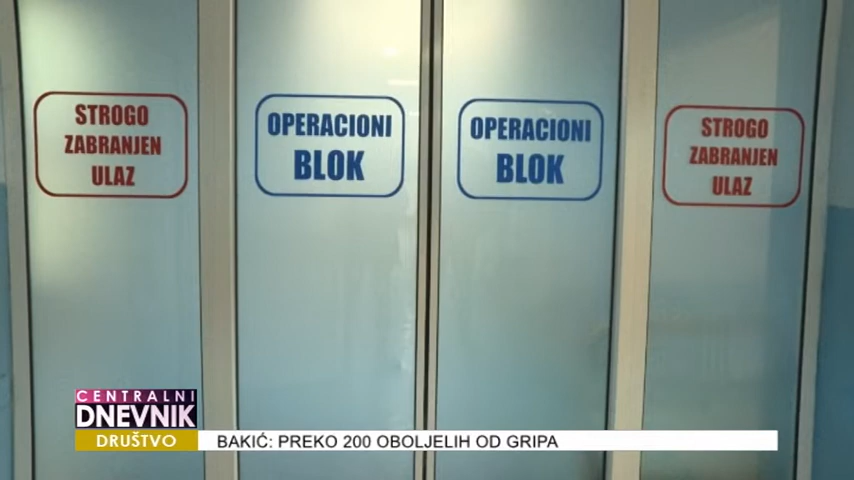 STROGO
ZABRANJEN
ULAZ
OPERACIONI
BLOK
OPERACIONI
BLOK
STROGO
ZABRANJEN
ULAZ
CENTRALNI
DNEVNIK
DRUŠTVO
BAKIĆ: PREKO 200 OBOLJELIH OD GRIPA